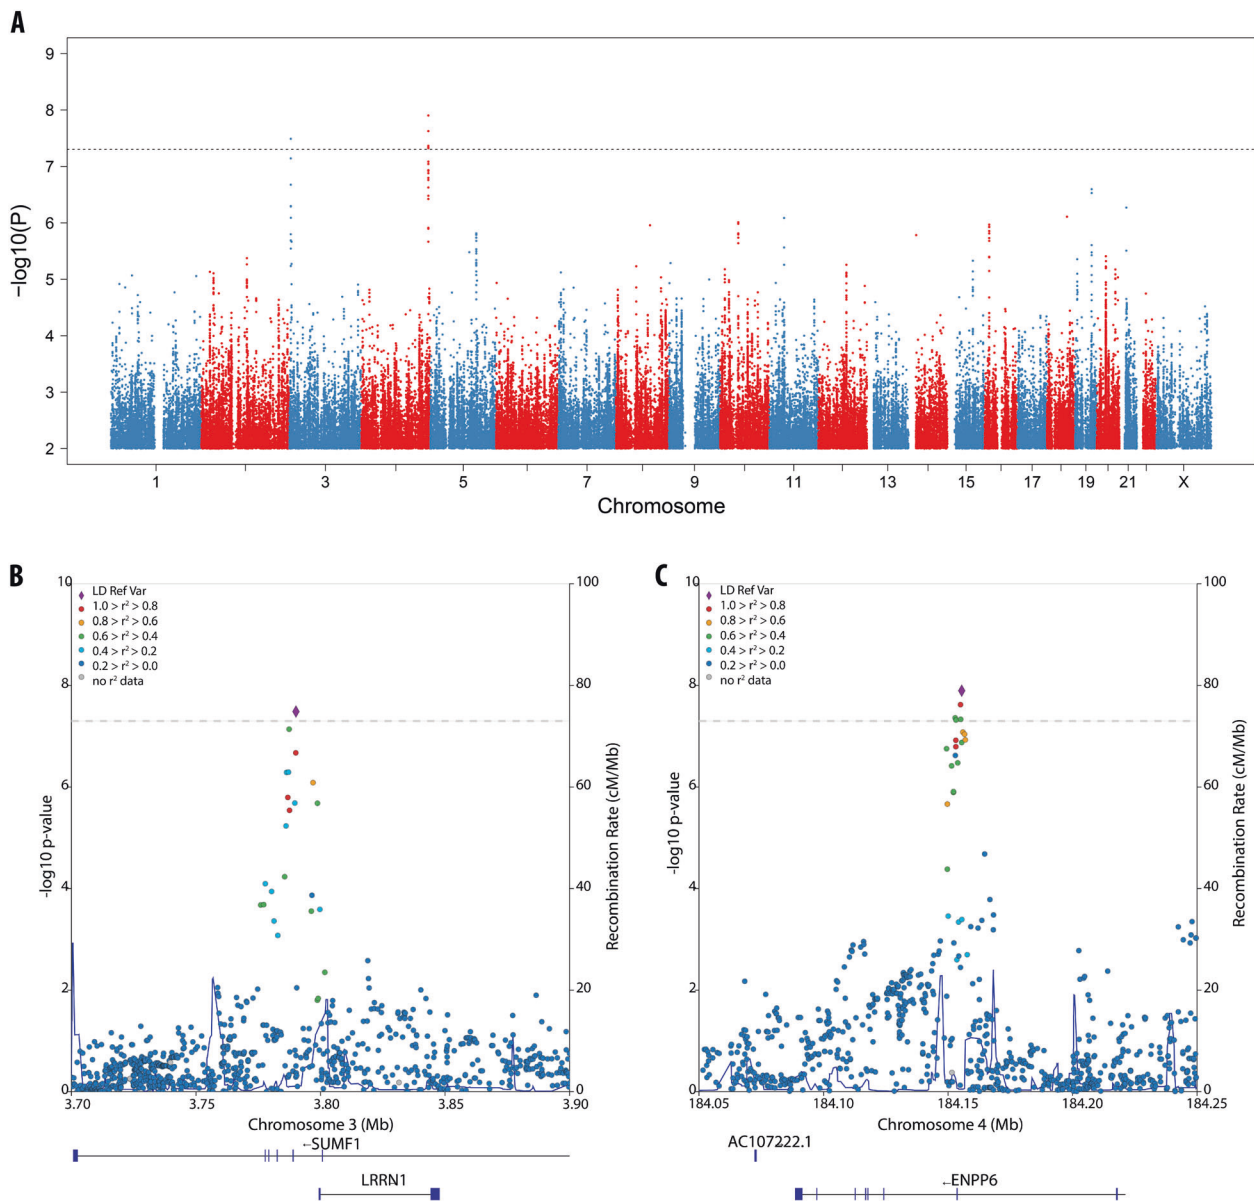 A
9
8
7
6
5
4
3
2
−log10(P)
1 3 5 7 9 11 13 15 17 19 21 X
Chromosome
B
10
8
6
4
2
0
-log10 p-value
LD Ref Var
1.0 > r² > 0.8
0.8 > r² > 0.6
0.6 > r² > 0.4
0.4 > r² > 0.2
0.2 > r² > 0.0
no r² data
100
80
60
40
20
0
Recombination Rate (cM/Mb)
3.70 3.75 3.80 3.85 3.90
Chromosome 3 (Mb)
←SUMF1
LRRN1
C
10
8
6
4
2
0
-log10 p-value
LD Ref Var
1.0 > r² > 0.8
0.8 > r² > 0.6
0.6 > r² > 0.4
0.4 > r² > 0.2
0.2 > r² > 0.0
no r² data
100
80
60
40
20
0
Recombination Rate (cM/Mb)
184.05 184.10 184.15 184.20 184.25
Chromosome 4 (Mb)
AC107222.1
←ENPP6